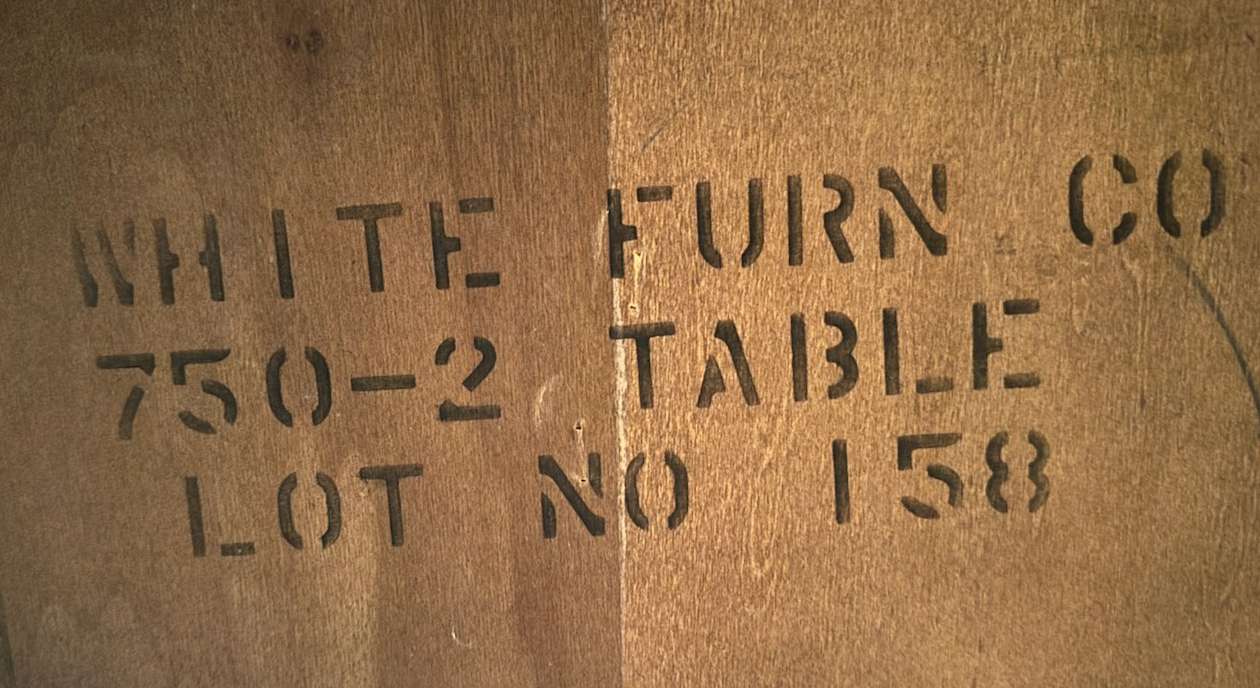 WHITE FURN CO
750-2 TABLE
LOT NO 158